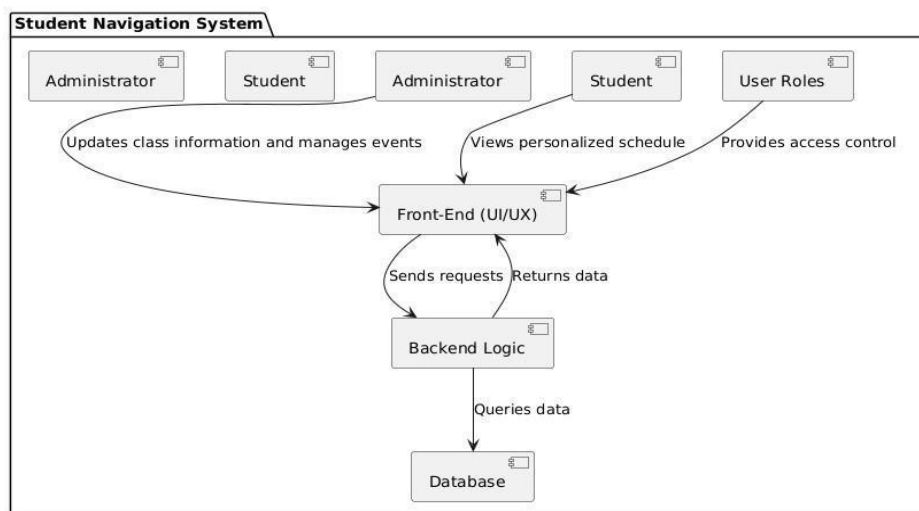 Student Navigation System
Administrator
Student
Administrator
Student
User Roles
Updates class information and manages events
Views personalized schedule
Provides access control
Front-End (UI/UX)
Sends requests
Returns data
Backend Logic
Queries data
Database